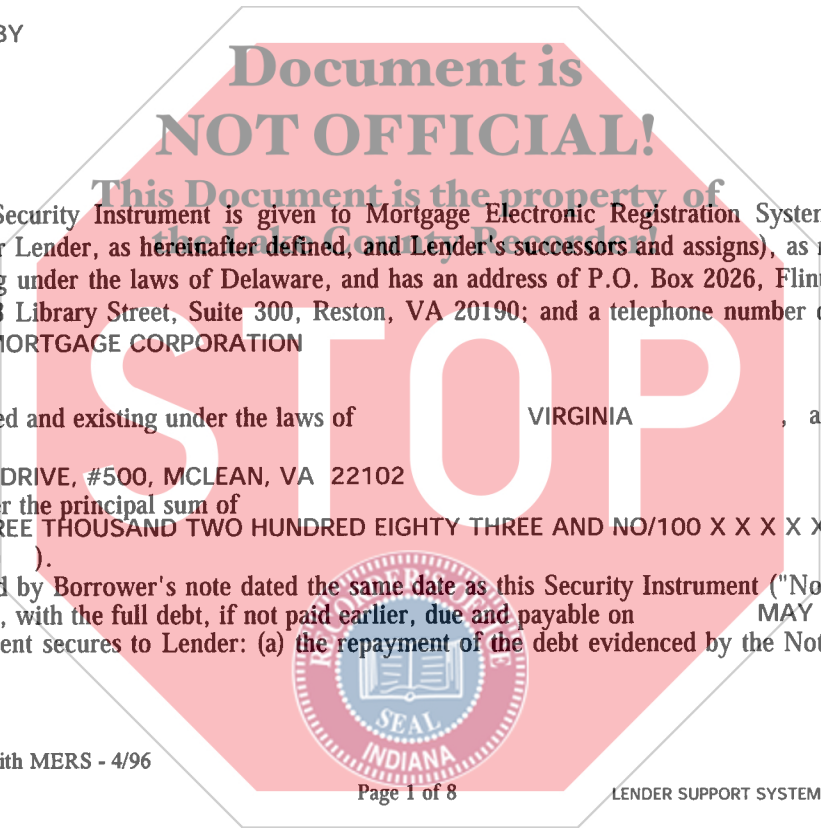 BY
Document is
NOT OFFICIAL!
This Document is the property of
Security Instrument is given to Mortgage Electronic Registration System
the Lake County Recorder!
r Lender, as hereinafter defined, and Lender's successors and assigns), as
g under the laws of Delaware, and has an address of P.O. Box 2026, Flint
Library Street, Suite 300, Reston, VA 20190; and a telephone number
MORTGAGE CORPORATION
STOP
ed and existing under the laws of VIRGINIA , a
DRIVE, #500, MCLEAN, VA 22102
r the principal sum of
REE THOUSAND TWO HUNDRED EIGHTY THREE AND NO/100 X X X X X
).
d by Borrower's note dated the same date as this Security Instrument ("No
, with the full debt, if not paid earlier, due and payable on MAY
ent secures to Lender: (a) the repayment of the debt evidenced by the Not
RECORDER OFFICE
SEAL
INDIANA
ith MERS - 4/96
Page 1 of 8
LENDER SUPPORT SYSTEM